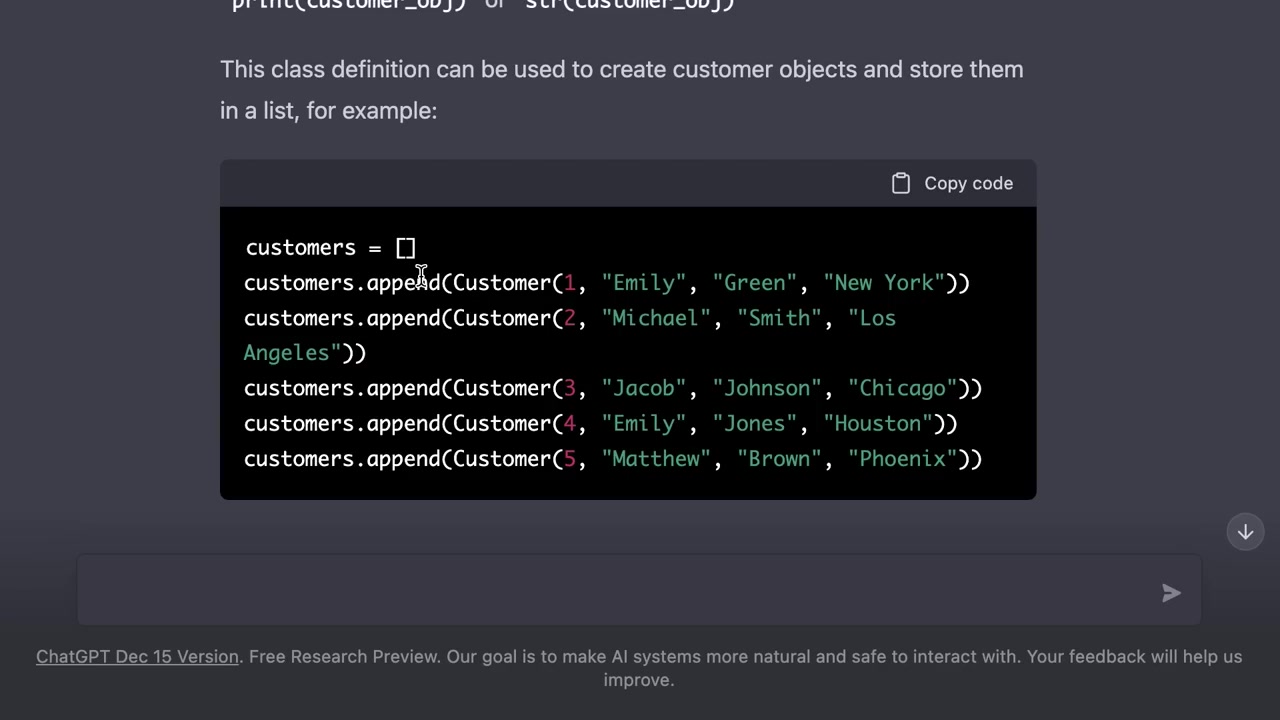 print(customer_obj) or str(customer_obj)
This class definition can be used to create customer objects and store them
in a list, for example:
Copy code
customers = []
customers.append(Customer(1, "Emily", "Green", "New York"))
customers.append(Customer(2, "Michael", "Smith", "Los
Angeles"))
customers.append(Customer(3, "Jacob", "Johnson", "Chicago"))
customers.append(Customer(4, "Emily", "Jones", "Houston"))
customers.append(Customer(5, "Matthew", "Brown", "Phoenix"))
ChatGPT Dec 15 Version. Free Research Preview. Our goal is to make AI systems more natural and safe to interact with. Your feedback will help us
improve.